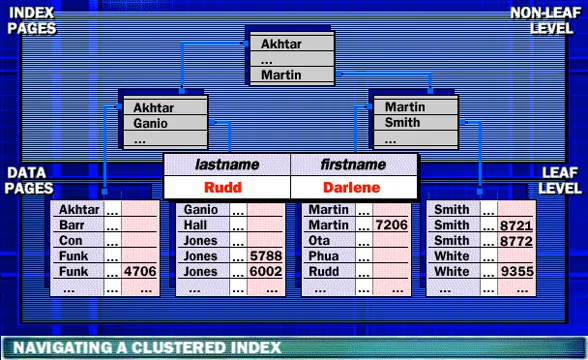 INDEX
PAGES
NON-LEAF
LEVEL
Akhtar
...
Martin
Akhtar
Ganio
...
Martin
Smith
...
lastname firstname
Rudd Darlene
DATA
PAGES
LEAF
LEVEL
Akhtar ...
Barr ...
Con ...
Funk ...
Funk ... 4706
... ... ...
Ganio ...
Hall ...
Jones ...
Jones ... 5788
Jones ... 6002
... ... ...
Martin ...
Martin ... 7206
Ota ...
Phua ...
Rudd ...
... ... ...
Smith ...
Smith ... 8721
Smith ... 8772
White ...
White ... 9355
... ... ...
NAVIGATING A CLUSTERED INDEX